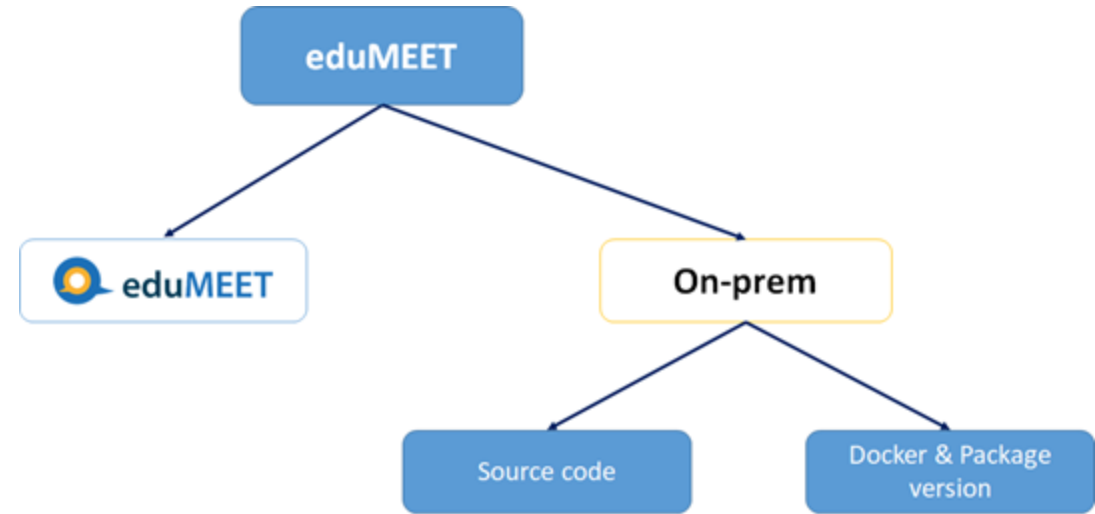 eduMEET
eduMEET
On-prem
Source code
Docker & Package
version